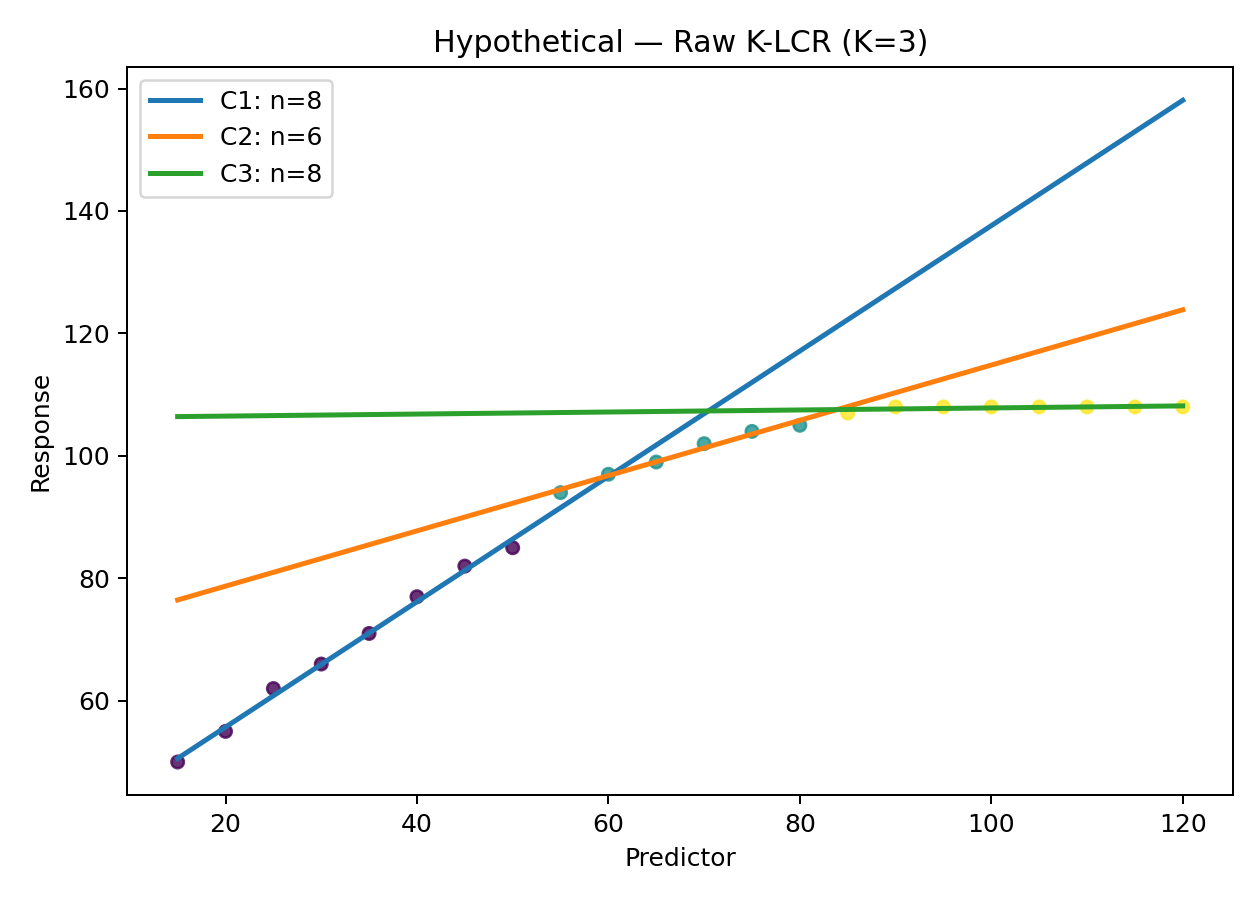 Hypothetical — Raw K-LCR (K=3)
C1: n=8
C2: n=6
C3: n=8
Response
160
140
120
100
80
60
20
40
60
80
100
120
Predictor